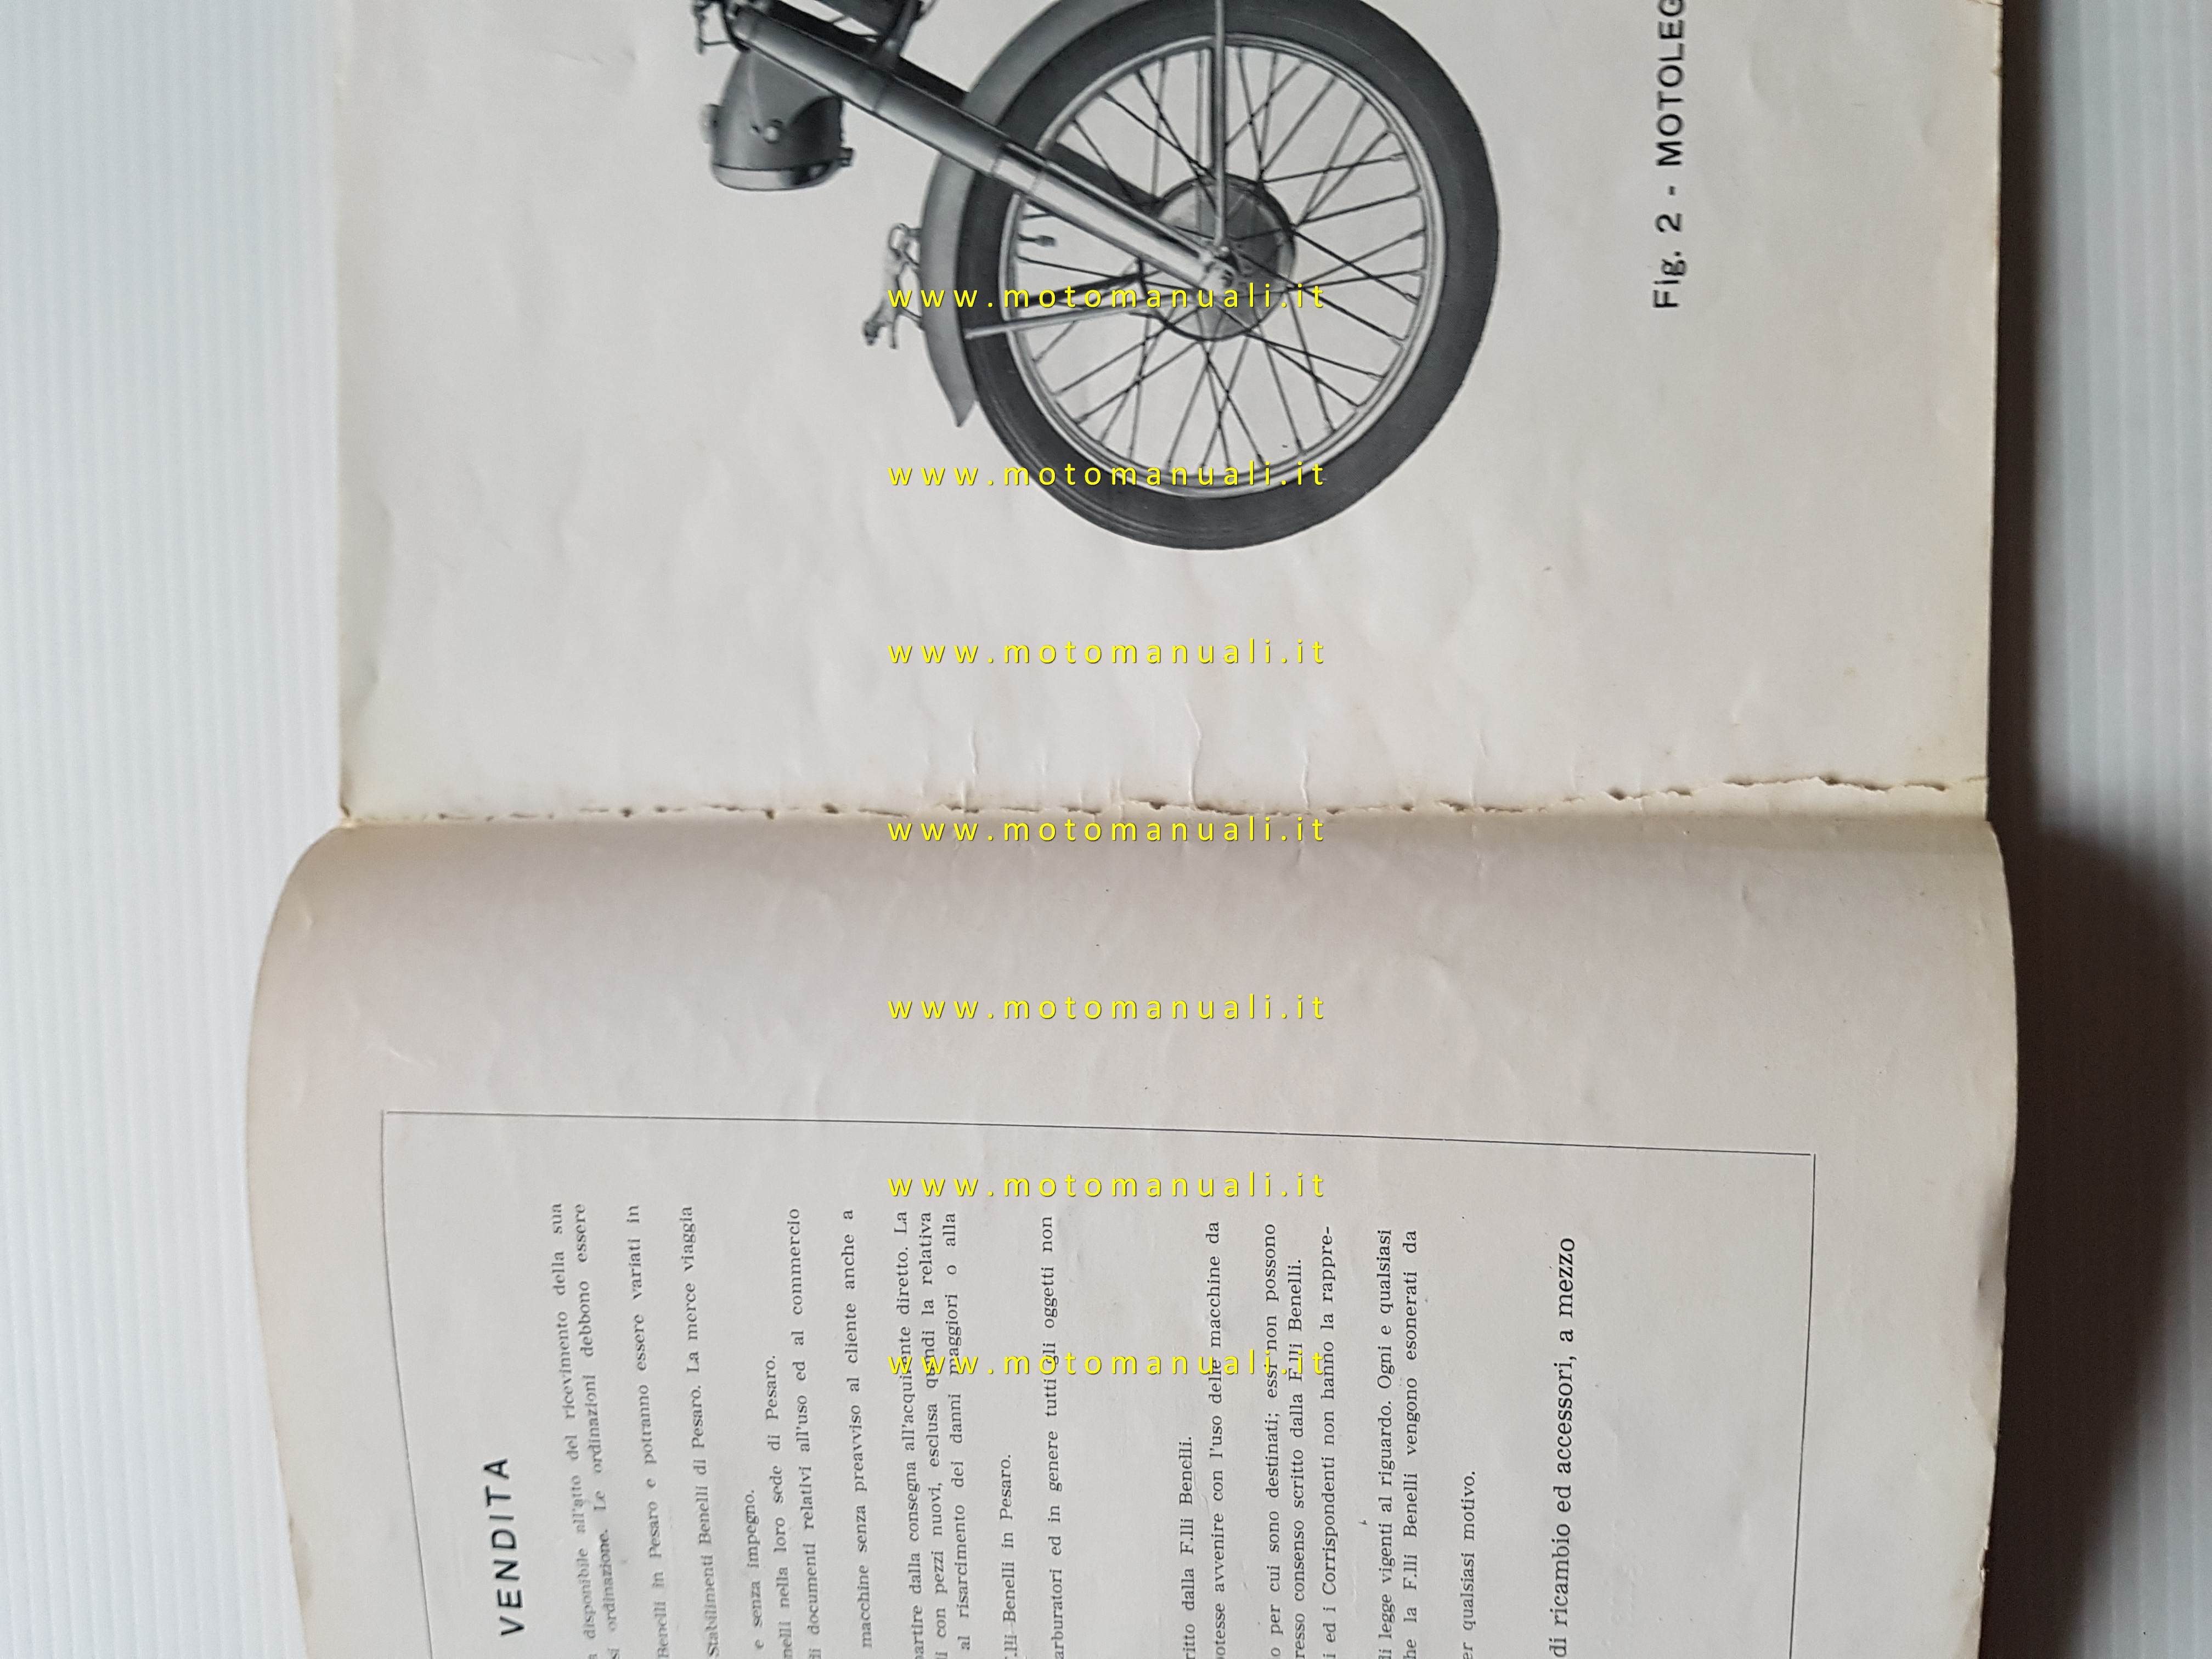 VENDITA
disponibile all'atto del ricevimento della sua
si ordinazione. Le ordinazioni debbono essere
Benelli in Pesaro e potranno essere variati in
Stabilimenti Benelli di Pesaro. La merce viaggia
e senza impegno.
nelli nella loro sede di Pesaro.
di documenti relativi all'uso ed al commercio
macchine senza preavviso al cliente anche a
partire dalla consegna all'acquirente diretto. La
i con pezzi nuovi, esclusa quindi la relativa
al risarcimento dei danni maggiori o alla
F.lli Benelli in Pesaro.
arburatori ed in genere tutti gli oggetti non
ritto dalla F.lli Benelli.
potesse avvenire con l'uso delle macchine da
o per cui sono destinati; essi non possono
resso consenso scritto dalla F.lli Benelli.
i ed i Corrispondenti non hanno la rappre-
di legge vigenti al riguardo. Ogni e qualsiasi
he la F.lli Benelli vengono esonerati da
er qualsiasi motivo.
di ricambio ed accessori, a mezzo
Fig. 2 - MOTOLEG
www.motomanuali.it
www.motomanuali.it
www.motomanuali.it
www.motomanuali.it
www.motomanuali.it
www.motomanuali.it
www.motomanuali.it